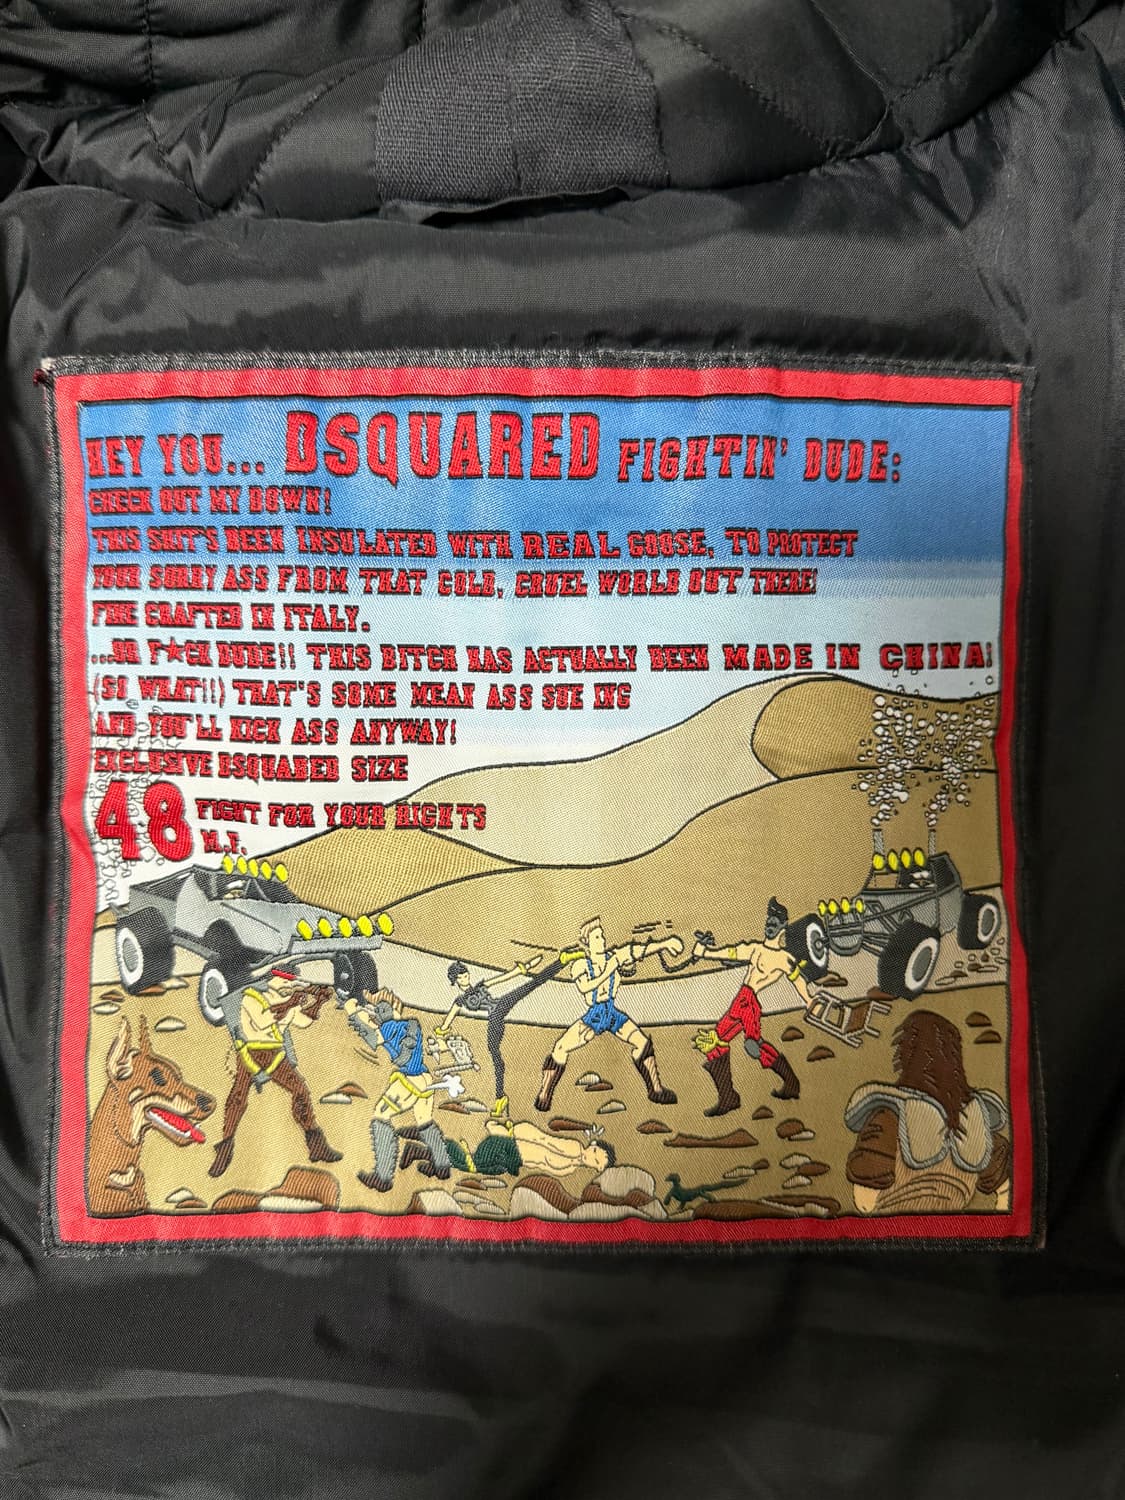 HEY YOU... DSQUARED FIGHTIN' DUDE:
CHECK OUT MY DOWN!
THIS SHIT'S BEEN INSULATED WITH REAL GOOSE, TO PROTECT
YOUR SORRY ASS FROM THAT COLD, CRUEL WORLD OUT THERE!
FINE CRAFTED IN ITALY.
...OR F★CK DUDE!! THIS BITCH HAS ACTUALLY BEEN MADE IN CHINA!
(SO WHAT!!) THAT'S SOME MEAN ASS SUE ING
AND YOU'LL KICK ASS ANYWAY!
EXCLUSIVE DSQUARED SIZE
48 FIGHT FOR YOUR RIGHTS
M.F.